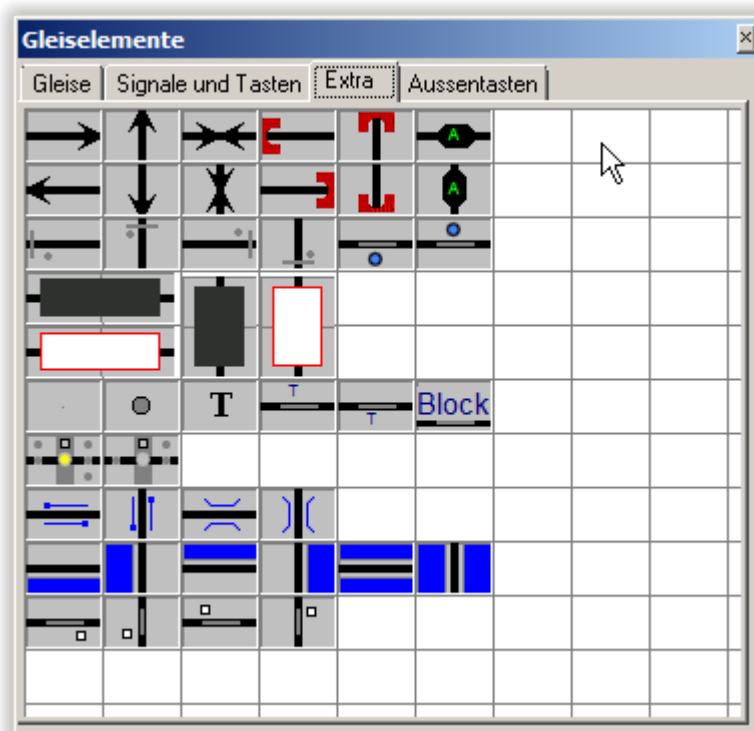 Gleiselemente
Gleise Signale und Tasten Extra Aussentasten
A
A
T T T Block